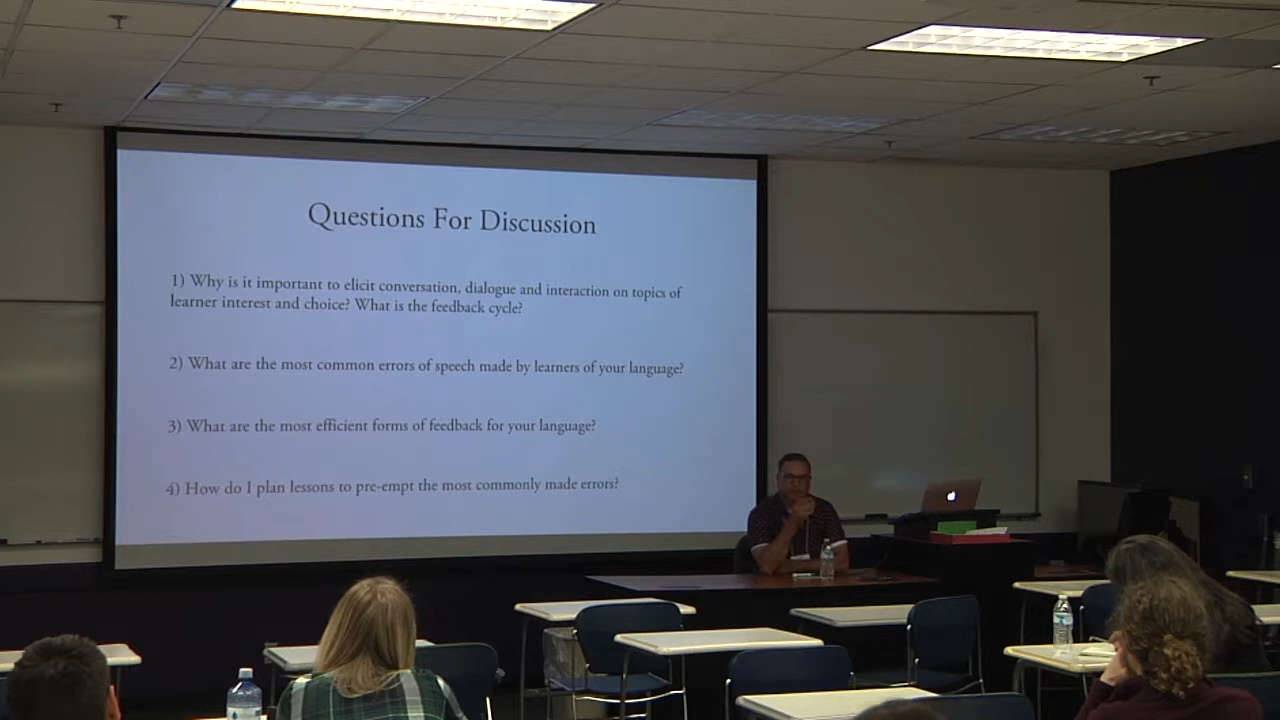 Questions For Discussion
1) Why is it important to elicit conversation, dialogue and interaction on topics of
learner interest and choice? What is the feedback cycle?
2) What are the most common errors of speech made by learners of your language?
3) What are the most efficient forms of feedback for your language?
4) How do I plan lessons to pre-empt the most commonly made errors?